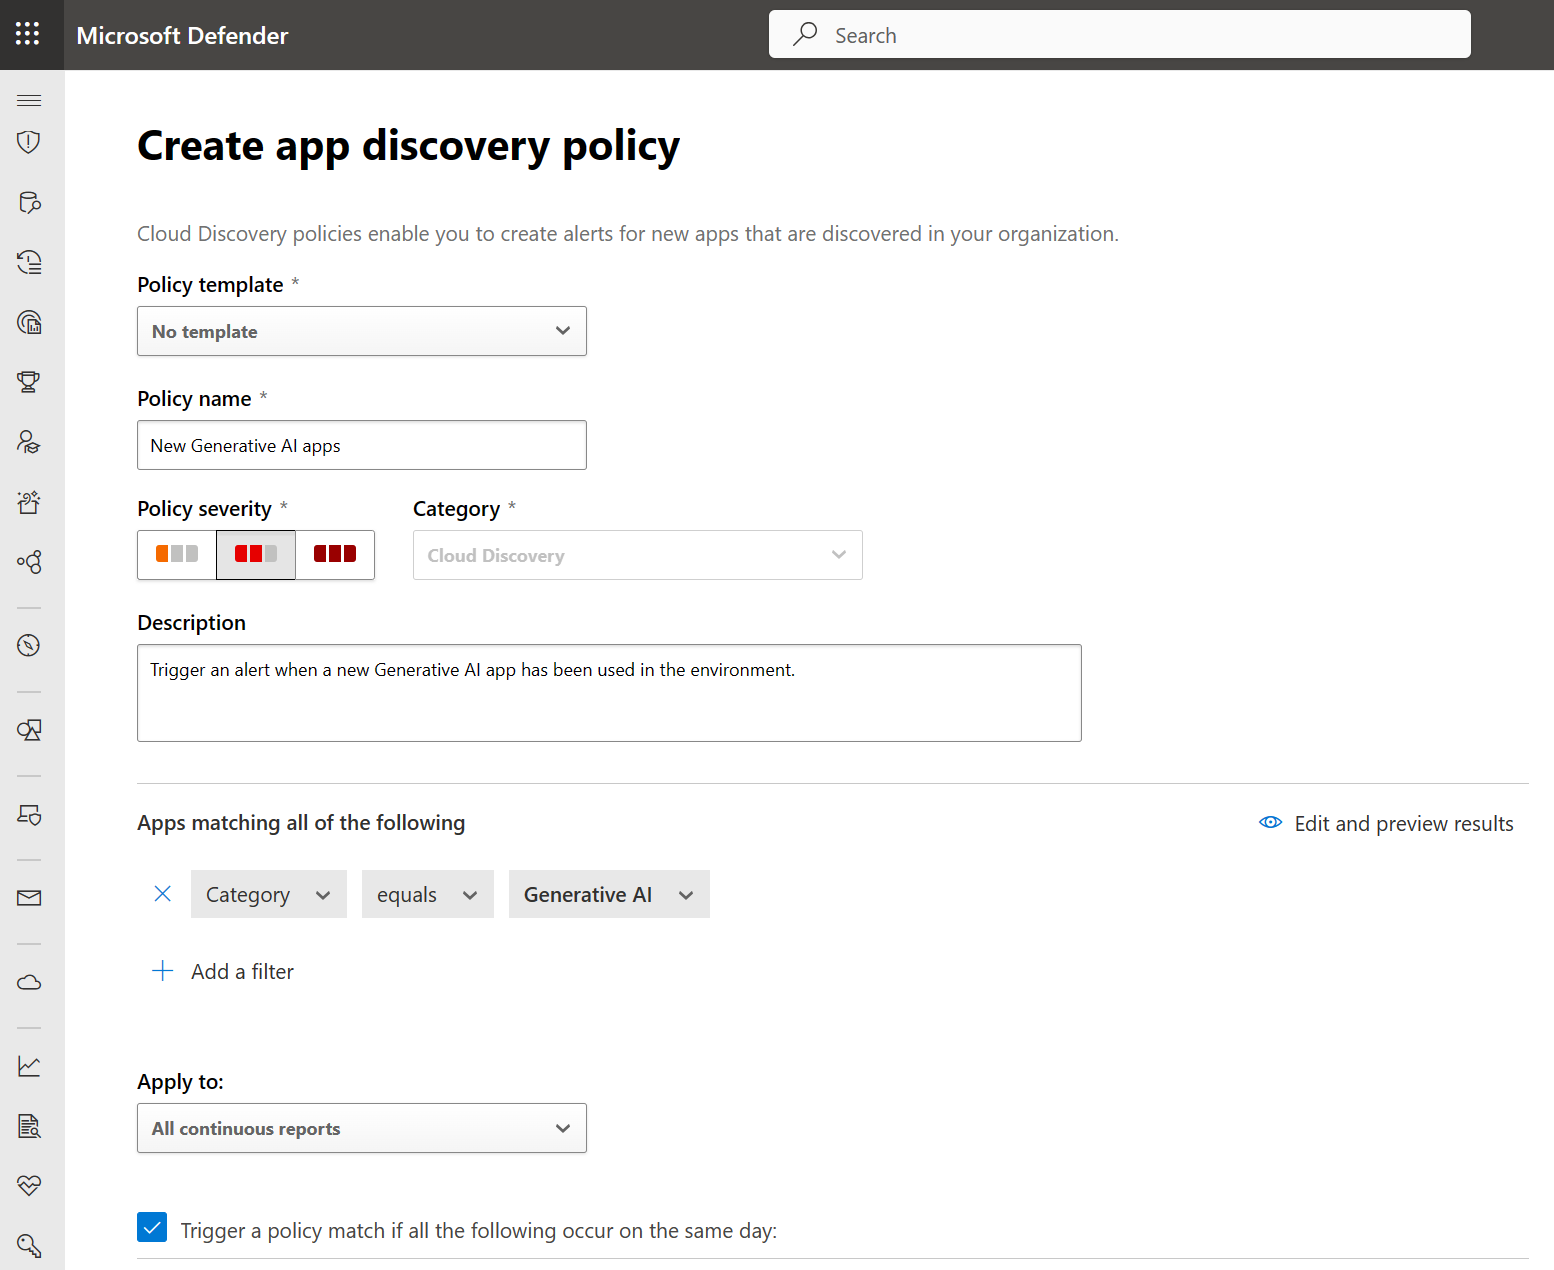 Microsoft Defender
Search
Create app discovery policy
Cloud Discovery policies enable you to create alerts for new apps that are discovered in your organization.
Policy template *
No template
Policy name *
New Generative AI apps
Policy severity *
Category *
Cloud Discovery
Description
Trigger an alert when a new Generative AI app has been used in the environment.
Apps matching all of the following
Edit and preview results
Category
equals
Generative AI
Add a filter
Apply to:
All continuous reports
Trigger a policy match if all the following occur on the same day: